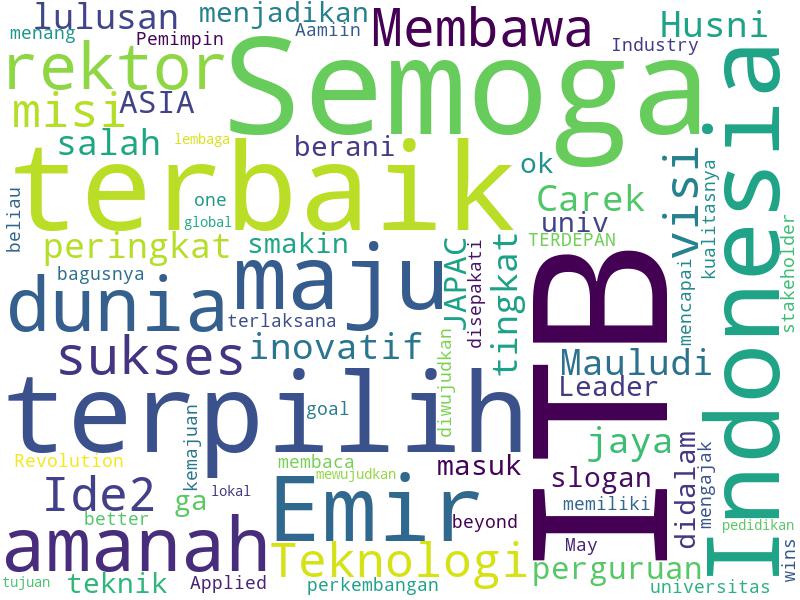 lulusan
menjadikan
menang
Pemimpin
Aamiin
Membawa
Industry
Husni
rektor
Semoga
misi
ASIA
salah
lembaga
berani
terbaik
ok
one
global
Carek
univ
TERDEPAN
beliau
peringkat
smakin
bagusnya
dunia
maju
terlaksana
JAPAC
disepakati
tingkat
ITB
Visi
kualitasnya
mencapai
Indonesia
stakeholder
sukses
inovatif
diwujudkan
Mauludi
Leader
terpilih
goal
kemajuan
jaya
Revolution
membaca
mewujudkan
masuk
slogan
didalam
mengajak
Ide2
ga
lokal
Emir
memiliki
better
beyond
pedidikan
amanah
Teknologi
May
wins
perguruan
tujuan
teknik
Applied
perkembangan
universitas